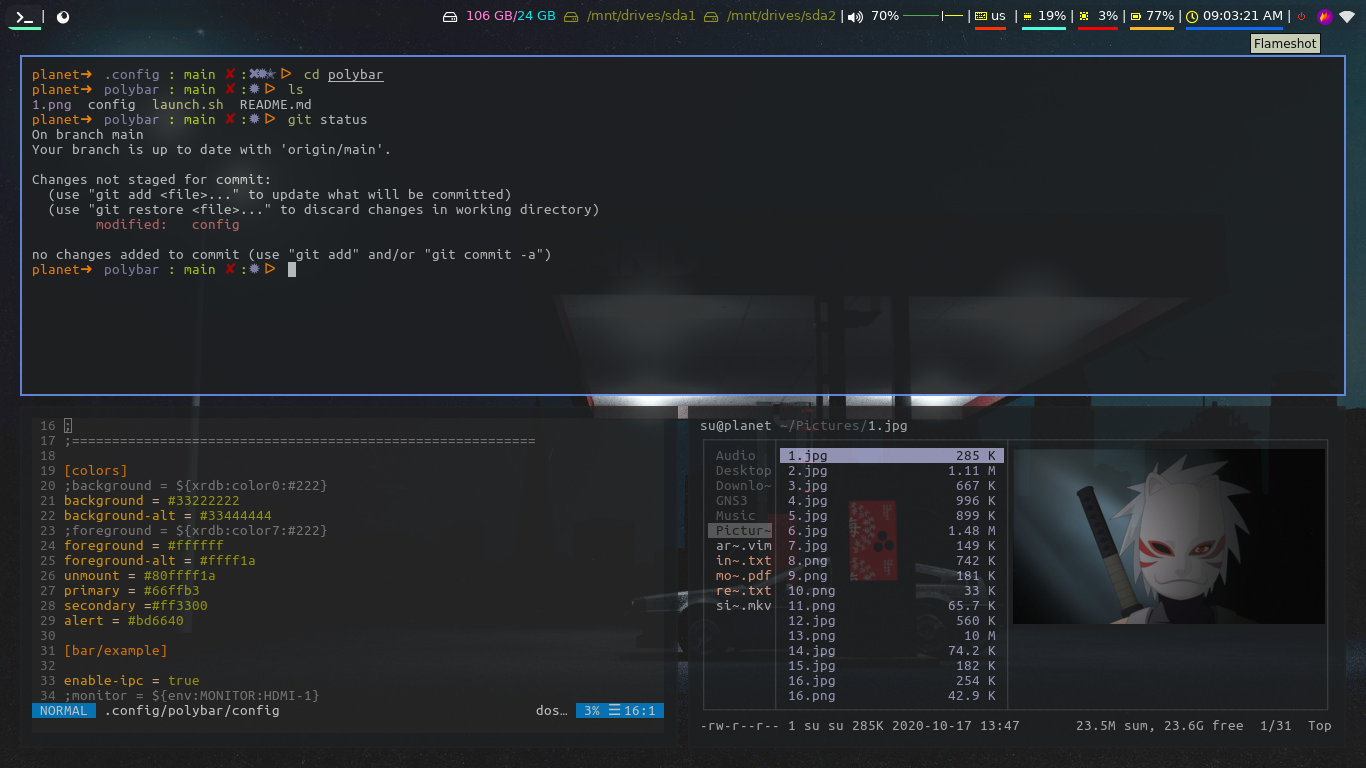 106 GB/24 GB /mnt/drives/sda1 /mnt/drives/sda2 | 70% | us | 19% | 3% | 77% | 09:03:21 AM |
Flameshot
planet➜ .config : main ✘ :✖✹✭ ᐅ cd polybar
planet➜ polybar : main ✘ :✹ ᐅ ls
1.png config launch.sh README.md
planet➜ polybar : main ✘ :✹ ᐅ git status
On branch main
Your branch is up to date with 'origin/main'.
Changes not staged for commit:
(use "git add <file>..." to update what will be committed)
(use "git restore <file>..." to discard changes in working directory)
modified: config
no changes added to commit (use "git add" and/or "git commit -a")
planet➜ polybar : main ✘ :✹ ᐅ
16 ;
17 ;==========================================================
18
19 [colors]
20 ;background = ${xrdb:color0:#222}
21 background = #33222222
22 background-alt = #33444444
23 ;foreground = ${xrdb:color7:#222}
24 foreground = #ffffff
25 foreground-alt = #ffff1a
26 unmount = #80ffff1a
27 primary = #66ffb3
28 secondary =#ff3300
29 alert = #bd6640
30
31 [bar/example]
32
33 enable-ipc = true
34 ;monitor = ${env:MONITOR:HDMI-1}
NORMAL .config/polybar/config dos… 3% ☰ 16:1
su@planet ~/Pictures/1.jpg
Audio 1.jpg 285 K
Desktop 2.jpg 1.11 M
Downlo~ 3.jpg 667 K
GNS3 4.jpg 996 K
Music 5.jpg 899 K
Pictur~ 6.jpg 1.48 M
ar~.vim 7.jpg 149 K
in~.txt 8.png 742 K
mo~.pdf 9.png 181 K
re~.txt 10.png 33 K
si~.mkv 11.png 65.7 K
12.jpg 560 K
13.png 10 M
14.jpg 74.2 K
15.jpg 182 K
16.jpg 254 K
16.png 42.9 K
-rw-r--r-- 1 su su 285K 2020-10-17 13:47 23.5M sum, 23.6G free 1/31 Top